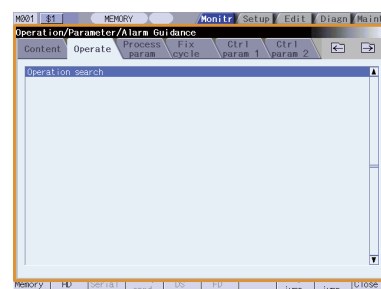 M001 $1 MEMORY Monitr Setup Edit Diagn Maint
Operation/Parameter/Alarm Guidance
Content Operate Process param Fix cycle Ctrl param 1 Ctrl param 2
Operation search
Memory HD Serial DS FD Close